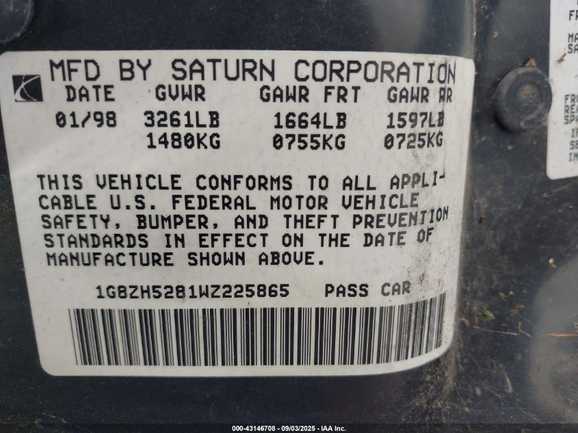 MFD BY SATURN CORPORATION
DATE GVWR GAWR FRT GAWR RR
01/98 3261LB 1664LB 1597LB
1480KG 0755KG 0725KG
THIS VEHICLE CONFORMS TO ALL APPLI-
CABLE U.S. FEDERAL MOTOR VEHICLE
SAFETY, BUMPER, AND THEFT PREVENTION
STANDARDS IN EFFECT ON THE DATE OF
MANUFACTURE SHOWN ABOVE.
1G8ZH5281WZ225865 PASS CAR
000-43146708 - 09/03/2025 - IAA Inc.